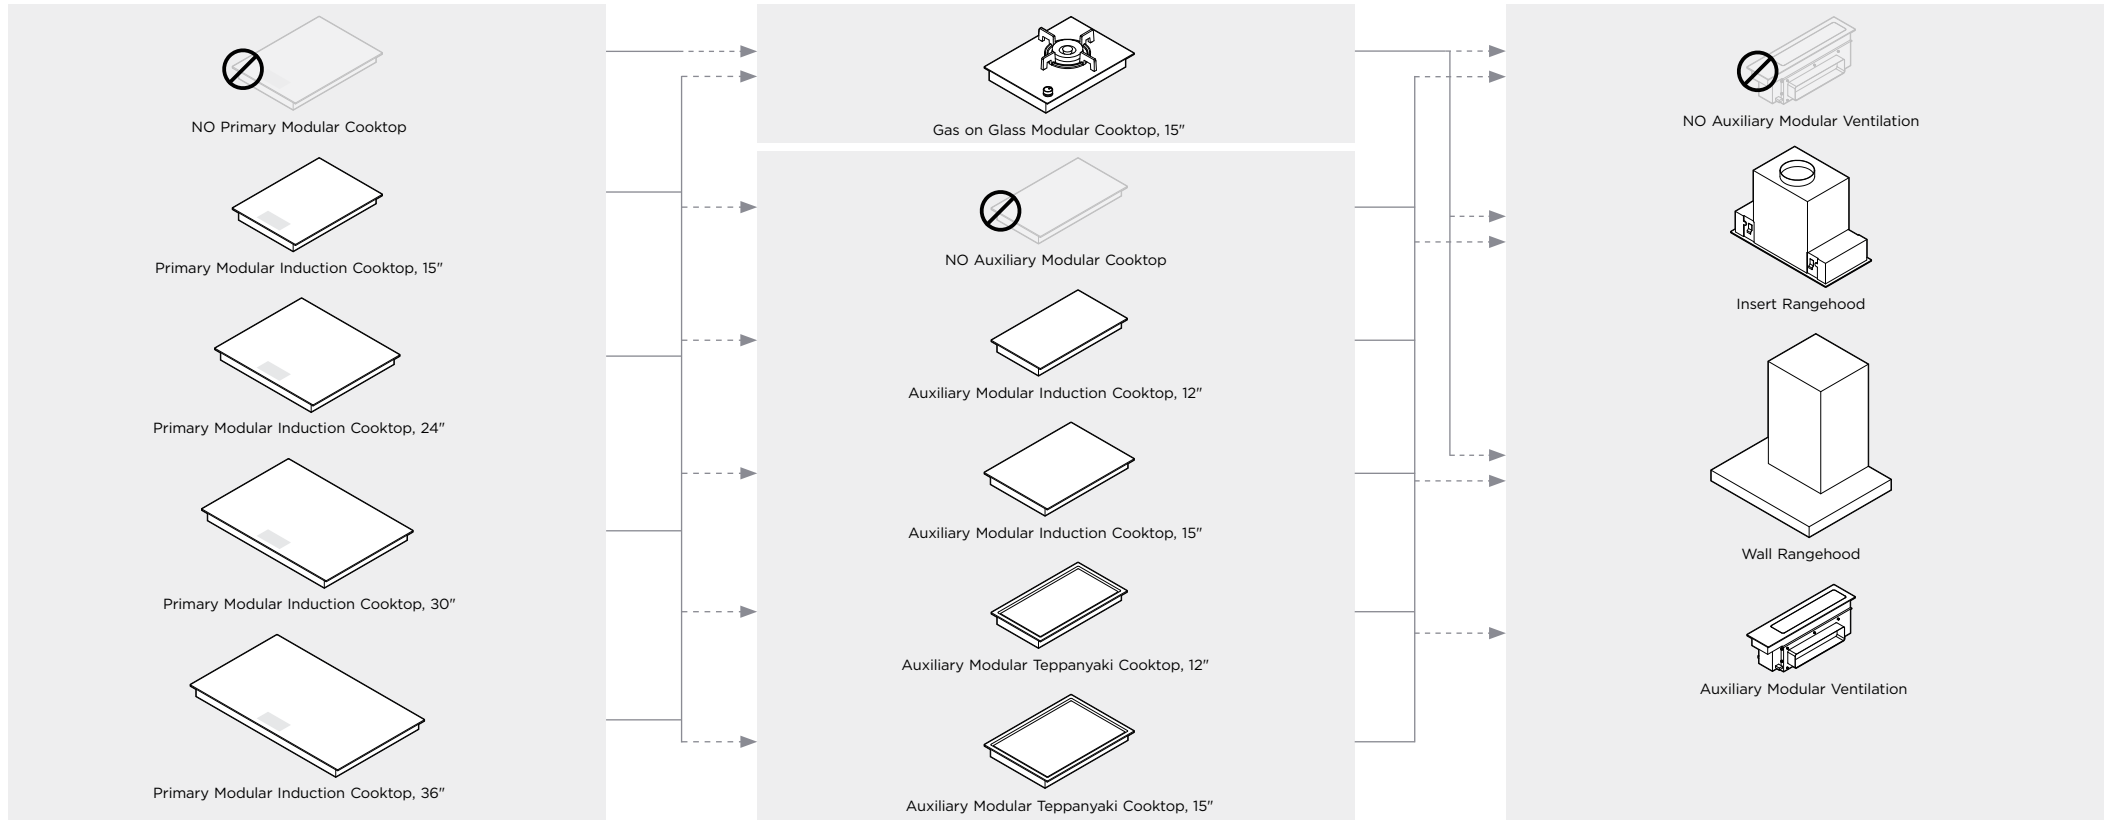 NO Primary Modular Cooktop
Primary Modular Induction Cooktop, 15"
Primary Modular Induction Cooktop, 24"
Primary Modular Induction Cooktop, 30"
Primary Modular Induction Cooktop, 36"
Gas on Glass Modular Cooktop, 15"
NO Auxiliary Modular Cooktop
Auxiliary Modular Induction Cooktop, 12"
Auxiliary Modular Induction Cooktop, 15"
Auxiliary Modular Teppanyaki Cooktop, 12"
Auxiliary Modular Teppanyaki Cooktop, 15"
NO Auxiliary Modular Ventilation
Insert Rangehood
Wall Rangehood
Auxiliary Modular Ventilation